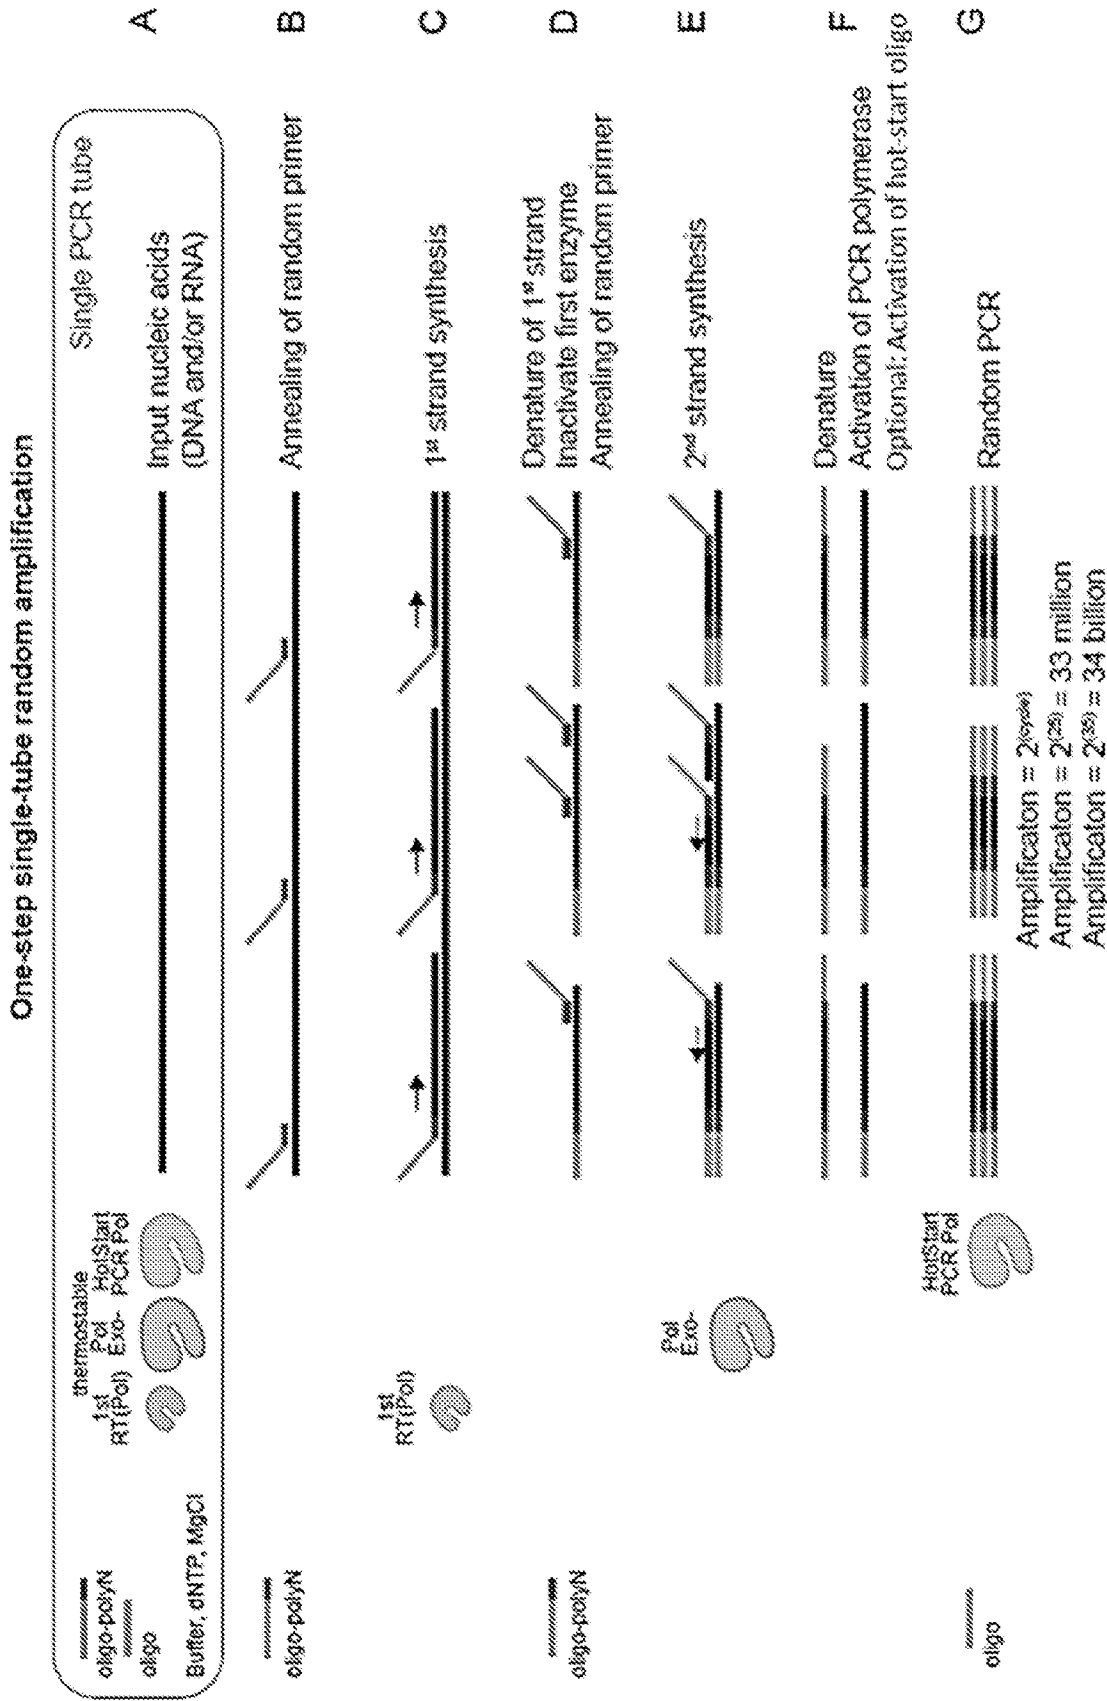 One-step single-tube random amplification
Single PCR tube
oligo-polyN
oligo
Buffer, dNTP, MgCl
thermostable
1st
RT(Pol)
Pol
Exo-
HotStart
PCR Pol
Input nucleic acids
(DNA and/or RNA)
A
oligo-polyN
Annealing of random primer
B
1st
RT(Pol)
1st strand synthesis
C
oligo-polyN
Denature of 1st strand
Inactivate first enzyme
Annealing of random primer
D
Pol
Exo-
2nd strand synthesis
E
Denature
Activation of PCR polymerase
Optional: Activation of hot-start oligo
F
oligo
HotStart
PCR Pol
Random PCR
G
Amplificaton = 2(cycle)
Amplificaton = 2(25) = 33 million
Amplificaton = 2(35) = 34 billion